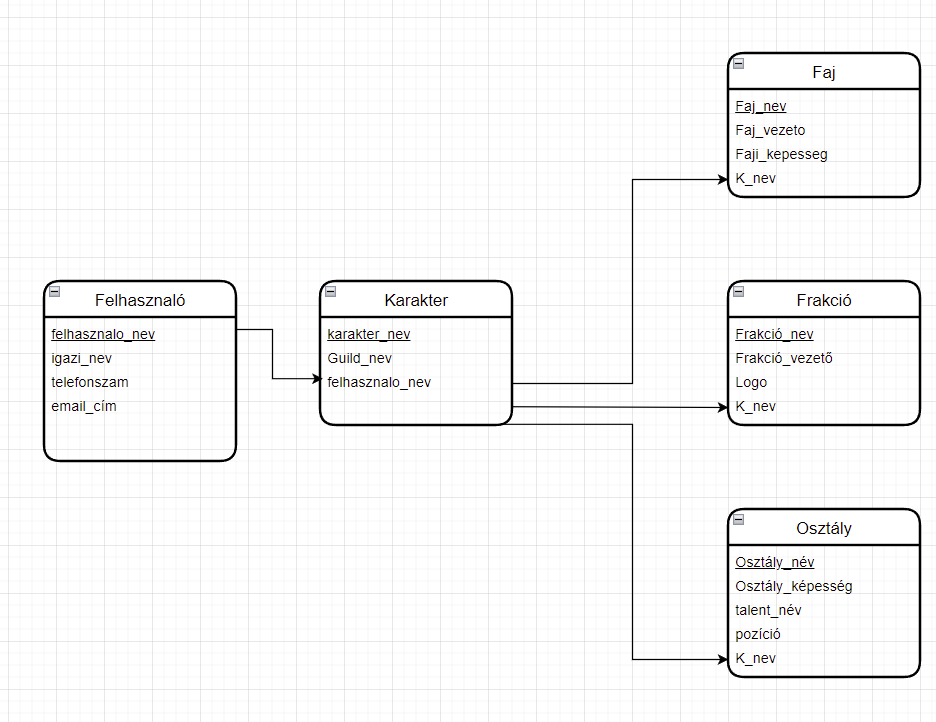 Felhasználó
felhasznalo_nev
igazi_nev
telefonszam
email_cím
Karakter
karakter_nev
Guild_nev
felhasznalo_nev
Faj
Faj_nev
Faj_vezeto
Faji_kepesseg
K_nev
Frakció
Frakció_nev
Frakció_vezető
Logo
K_nev
Osztály
Osztály_név
Osztály_képesség
talent_név
pozíció
K_nev